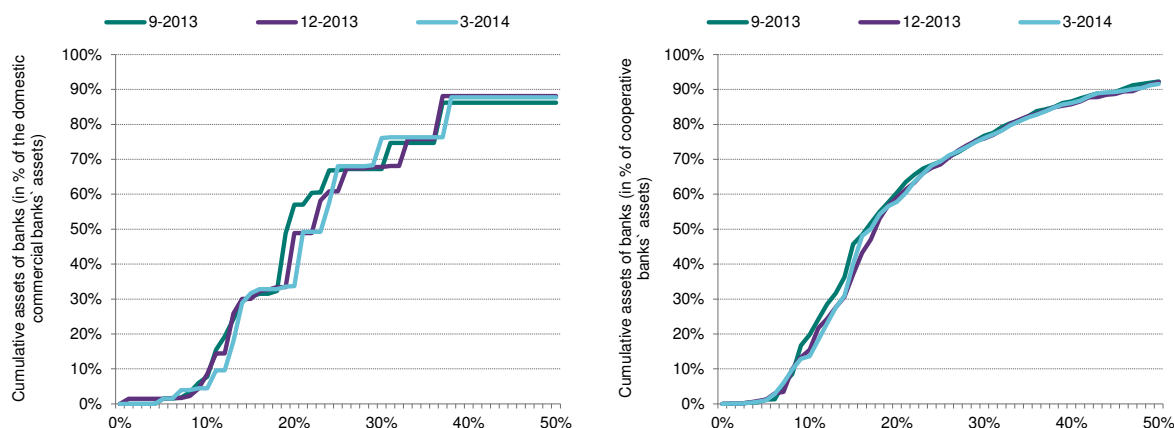 9-2013 12-2013 3-2014
Cumulative assets of banks (in % of the domestic
commercial banks` assets)
100%
90%
80%
70%
60%
50%
40%
30%
20%
10%
0%
0% 10% 20% 30% 40% 50%
9-2013 12-2013 3-2014
Cumulative assets of banks (in % of cooperative
banks` assets)
100%
90%
80%
70%
60%
50%
40%
30%
20%
10%
0%
0% 10% 20% 30% 40% 50%